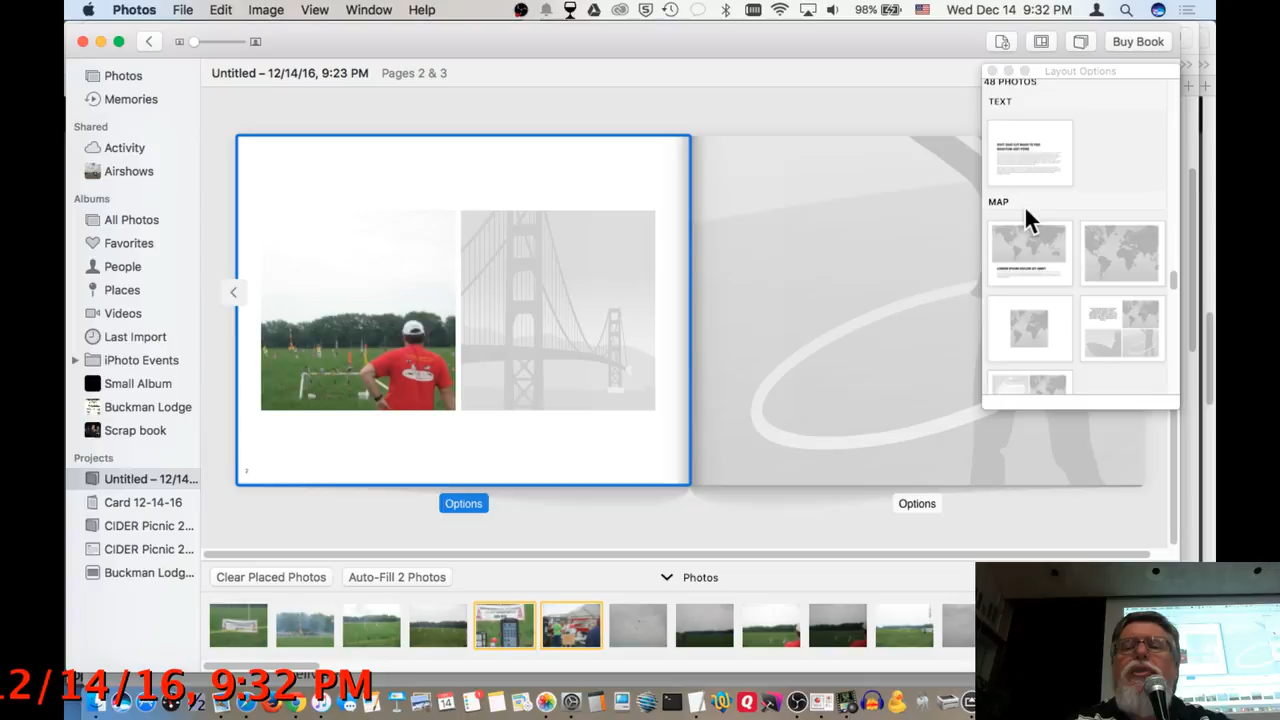 Photos File Edit Image View Window Help
98% Wed Dec 14 9:32 PM
Buy Book
Untitled – 12/14/16, 9:23 PM Pages 2 & 3
Photos
Memories
Shared
Activity
Airshows
Albums
All Photos
Favorites
People
Places
Videos
Last Import
iPhoto Events
Small Album
Buckman Lodge
Scrap book
Projects
Untitled – 12/14...
Card 12-14-16
CIDER Picnic 2...
CIDER Picnic 2...
Buckman Lodg...
2
Options
Options
Layout Options
48 PHOTOS
TEXT
MAP
Clear Placed Photos
Auto-Fill 2 Photos
Photos
12/14/16, 9:32 PM